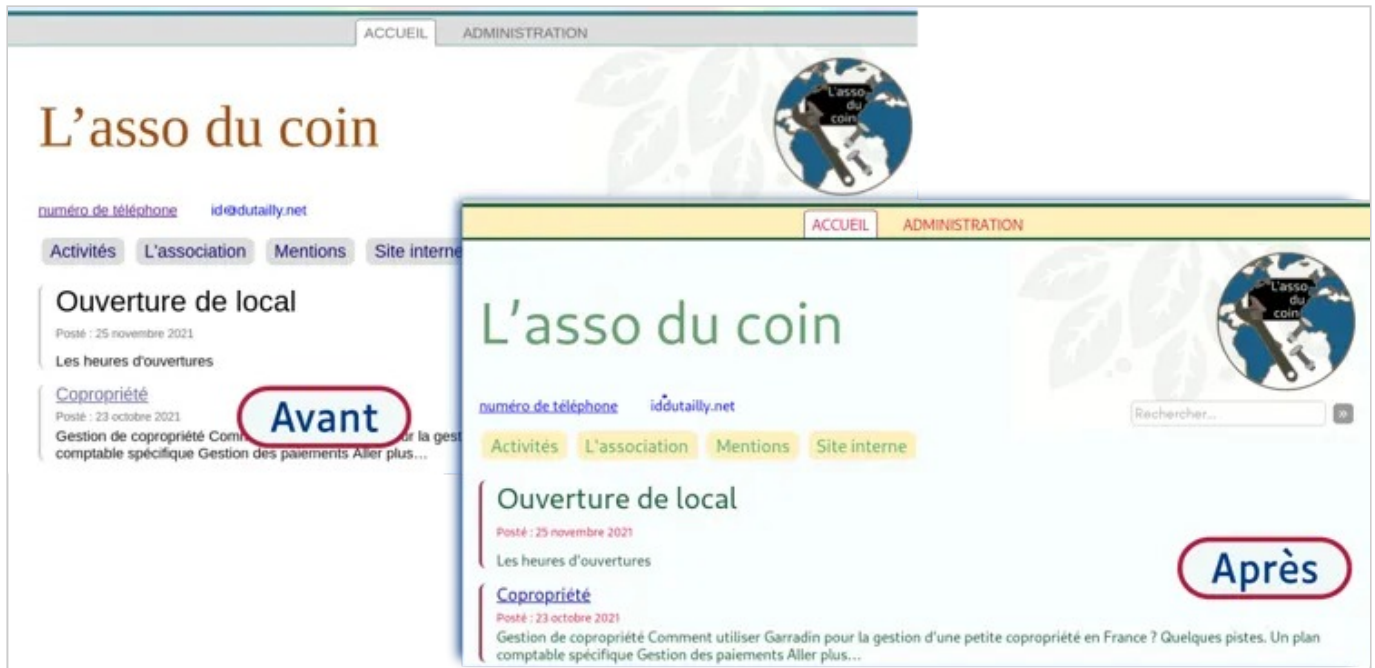 ACCUEIL ADMINISTRATION
L'asso du coin
L'asso
du
coin
numéro de téléphone id@dutailly.net
Activités L'association Mentions Site interne
Ouverture de local
Posté : 25 novembre 2021
Les heures d'ouvertures
Copropriété
Posté : 23 octobre 2021
Gestion de copropriété ur la gest
comptable spécifique Gestion des paiements Aller plus…
Avant
ACCUEIL ADMINISTRATION
L'asso du coin
L'asso
du
coin
numéro de téléphone iddutailly.net
Rechercher... »
Activités L'association Mentions Site interne
Ouverture de local
Posté : 25 novembre 2021
Les heures d'ouvertures
Après
Copropriété
Posté : 23 octobre 2021
Gestion de copropriété Comment utiliser Garradin pour la gestion d'une petite copropriété en France ? Quelques pistes. Un plan
comptable spécifique Gestion des paiements Aller plus…